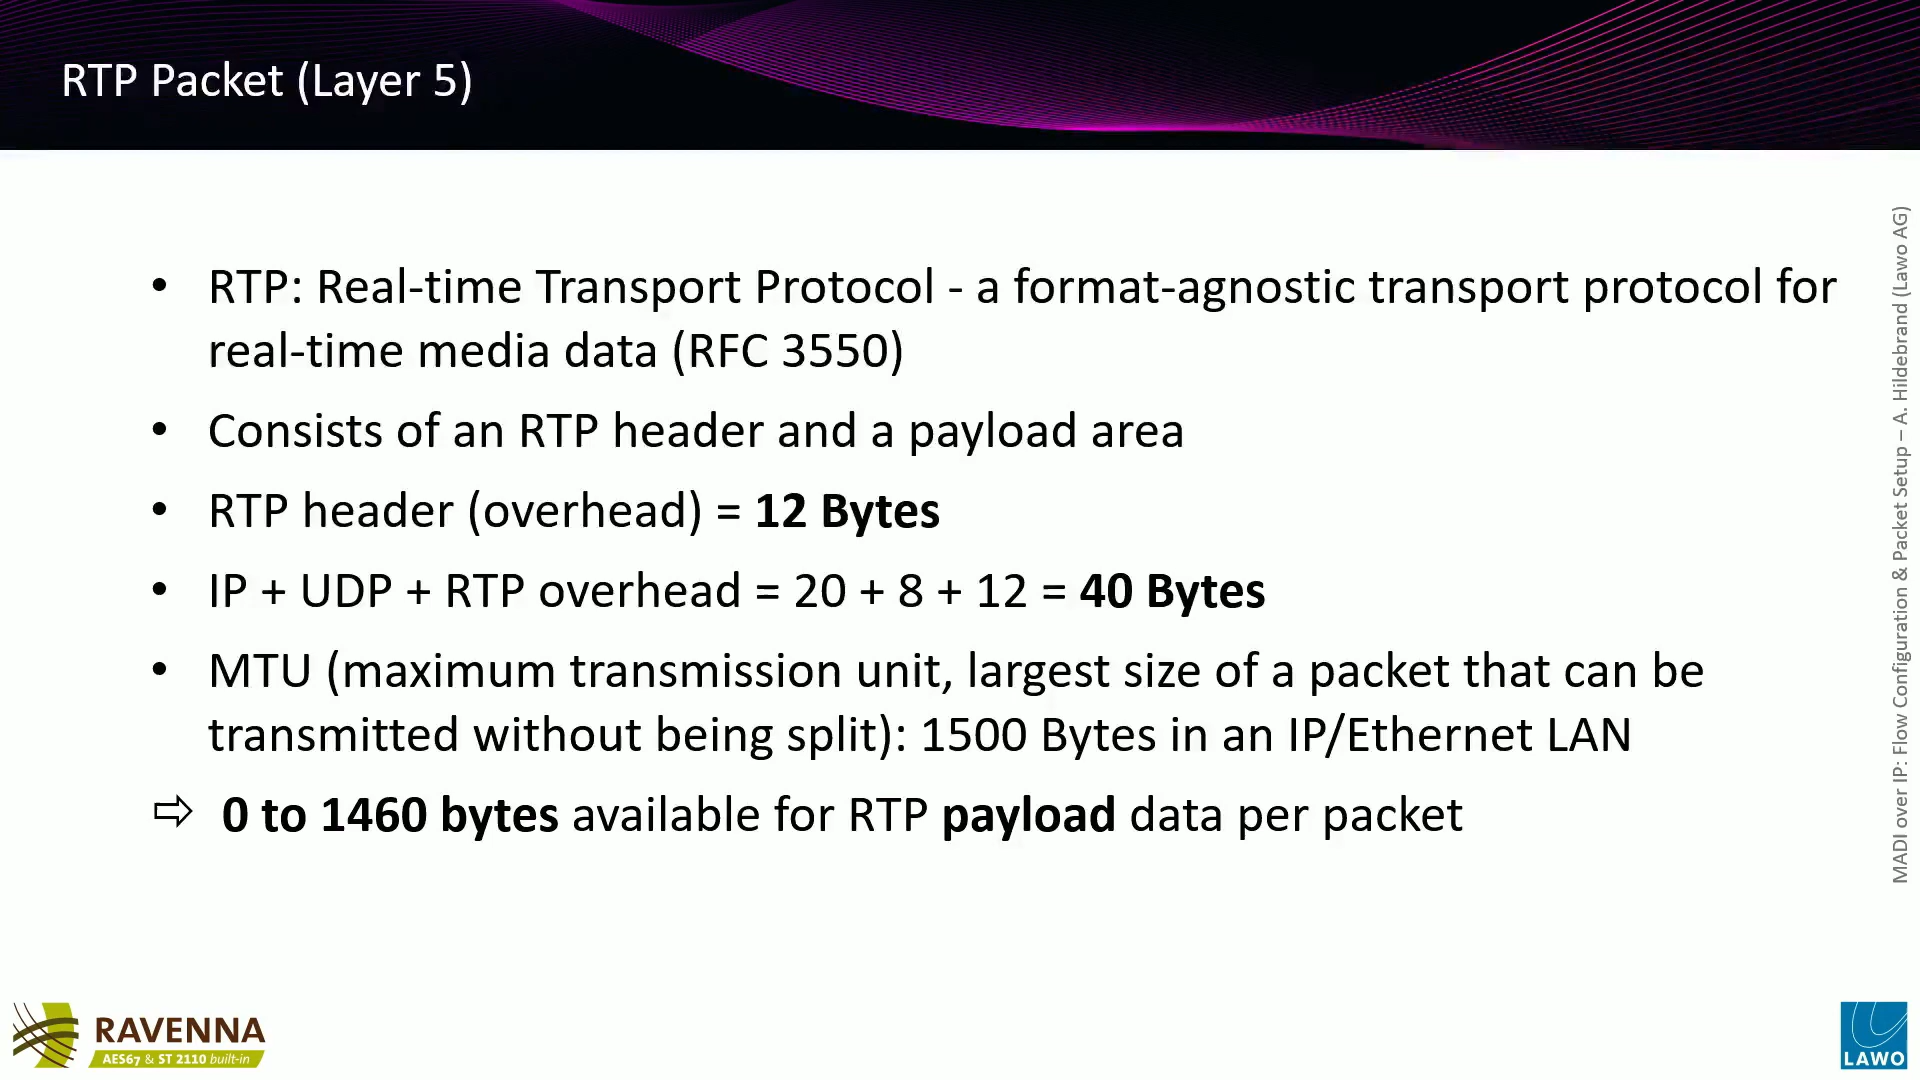 RTP Packet (Layer 5)
• RTP: Real-time Transport Protocol - a format-agnostic transport protocol for
real-time media data (RFC 3550)
• Consists of an RTP header and a payload area
• RTP header (overhead) = 12 Bytes
• IP + UDP + RTP overhead = 20 + 8 + 12 = 40 Bytes
• MTU (maximum transmission unit, largest size of a packet that can be
transmitted without being split): 1500 Bytes in an IP/Ethernet LAN
⇨ 0 to 1460 bytes available for RTP payload data per packet
MADI over IP: Flow Configuration & Packet Setup – A. Hildebrand (Lawo AG)
RAVENNA
AES67 & ST 2110 built-in
LAWO